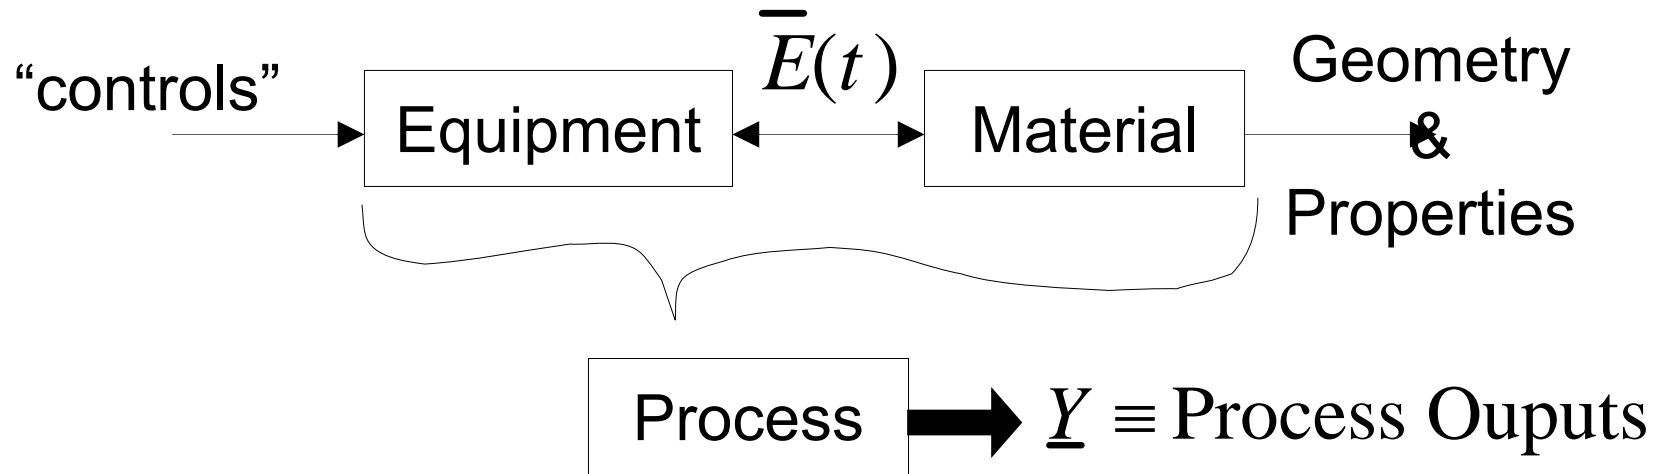 “controls”
Equipment
E̅(t)
Material
Geometry
&
Properties
Process
Y̲ ≡ Process Ouputs